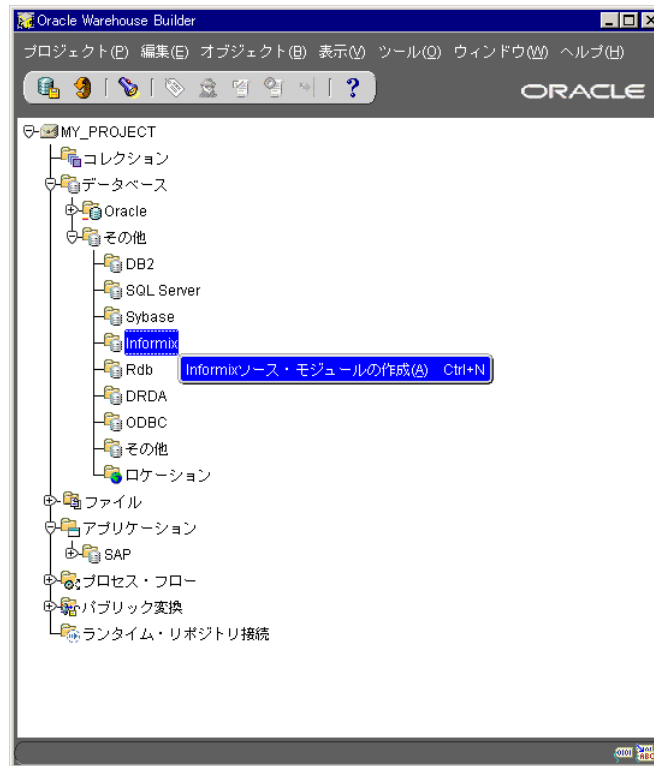 Oracle Warehouse Builder
プロジェクト(P) 編集(E) オブジェクト(B) 表示(V) ツール(O) ウィンドウ(W) ヘルプ(H)
ORACLE
MY_PROJECT
コレクション
データベース
Oracle
その他
DB2
SQL Server
Sybase
Informix
Informixソース・モジュールの作成(A) Ctrl+N
Rdb
DRDA
ODBC
その他
ロケーション
ファイル
アプリケーション
SAP
プロセス・フロー
パブリック変換
ランタイム・リポジトリ接続